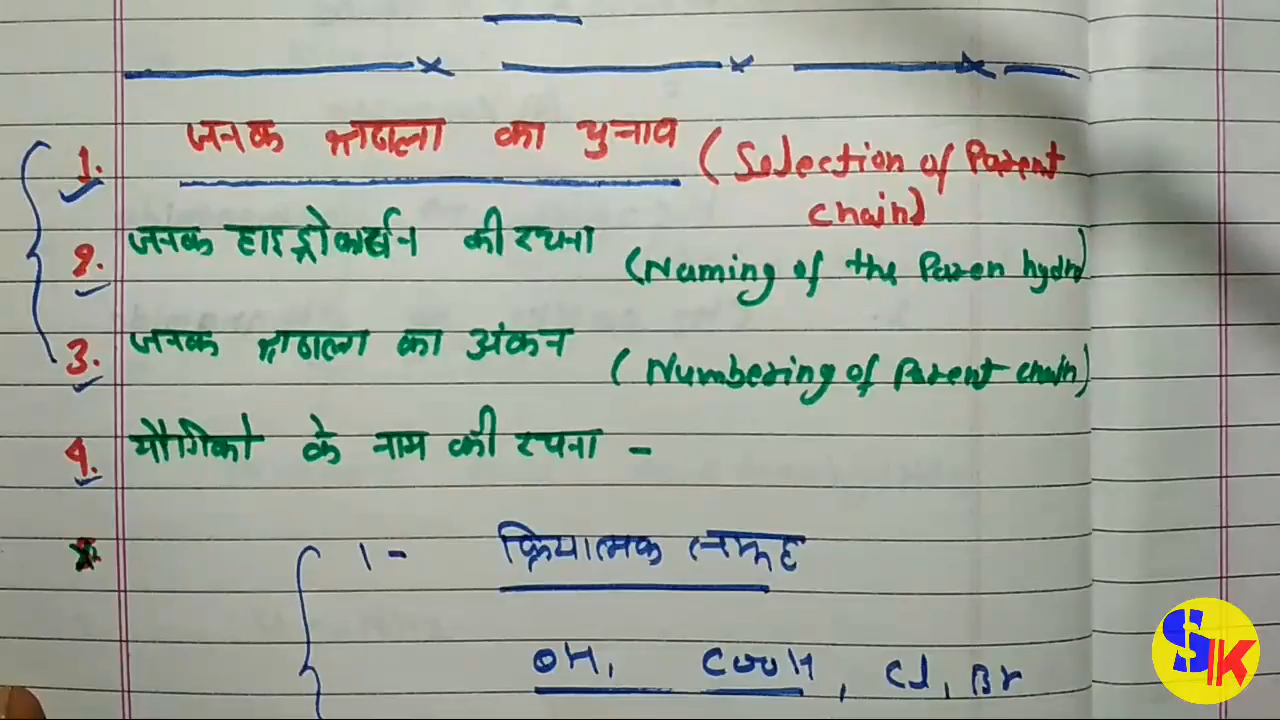 1. जनक श्रृंखला का चुनाव (Selection of Parent
chain)
2. जनक हाइड्रोकार्बन की रचना (Naming of the Paren hydro)
3. जनक श्रृंखला का अंकन (Numbering of Parent chain)
4. यौगिको के नाम की रचना -
1- क्रियात्मक समूह
OH, COOH, Cl, Br
SK